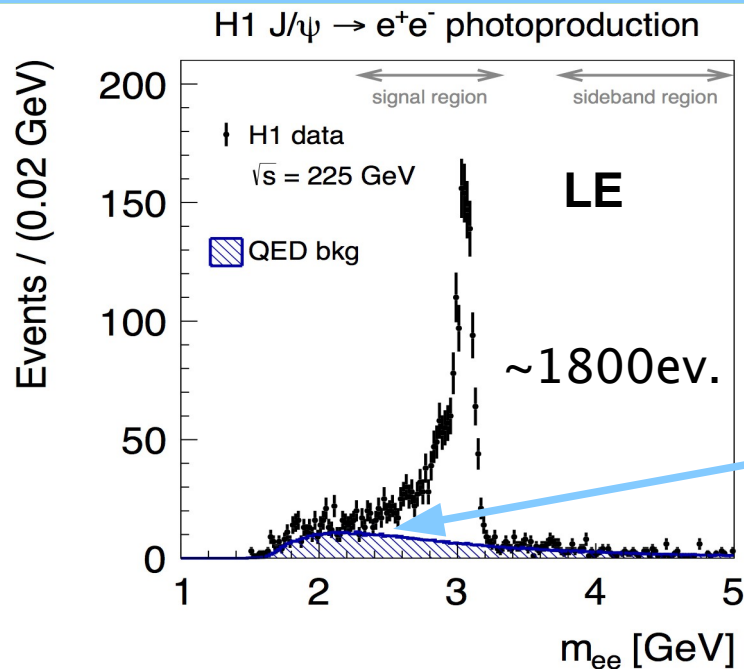 H1 J/ψ → e⁺e⁻ photoproduction
Events / (0.02 GeV)
200
150
100
50
0
signal region
sideband region
H1 data
√s = 225 GeV
LE
QED bkg
~1800ev.
1 2 3 4 5
m_ee [GeV]